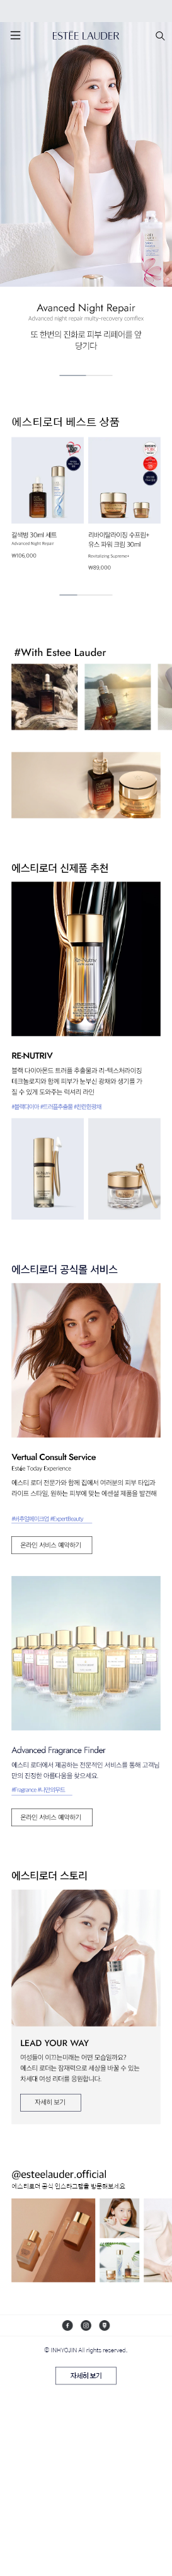 ESTĒE LAUDER
Avanced Night Repair
Advanced night repair multy-recovery comflex
또 한번의 진화로 피부 리페어를 앞
당기다
에스티로더 베스트 상품
갈색병 30ml 세트
Advanced Night Repair
₩106,000
리바이탈라이징 수프림+
유스 파워 크림 30ml
Revitalizing Supreme+
₩89,000
#With Estee Lauder
에스티로더 신제품 추천
RE-NUTRIV
블랙 다이아몬드 트러플 추출물과 리-텍스처라이징
테크놀로지와 함께 피부가 눈부신 광채와 생기를 가
질 수 있게 도와주는 럭셔리 라인
#블랙다이아 #트러플추출물 #찬란한광채
에스티로더 공식몰 서비스
Vertual Consult Service
Estēe Today Experience
에스티 로더 전문가와 함께 집에서 여러분의 피부 타입과
라이프 스타일, 원하는 피부에 맞는 에센셜 제품을 발견해
#버추얼메이크업 #ExpertBeauty
온라인 서비스 예약하기
Advanced Fragrance Finder
에스티 로더에서 제공하는 전문적인 서비스를 통해 고객님
만의 진정한 아름다움을 찾으세요.
#Fragrance #나만의무드
온라인 서비스 예약하기
에스티로더 스토리
LEAD YOUR WAY
여성들이 이끄는미래는 어떤 모습일까요?
에스티 로더는 잠재력으로 세상을 바꿀 수 있는
차세대 여성 리더를 응원합니다.
자세히 보기
@esteelauder.official
에스티로더 공식 인스타그램을 방문해보세요
© INHYOJIN All rights reserved.
자세히 보기